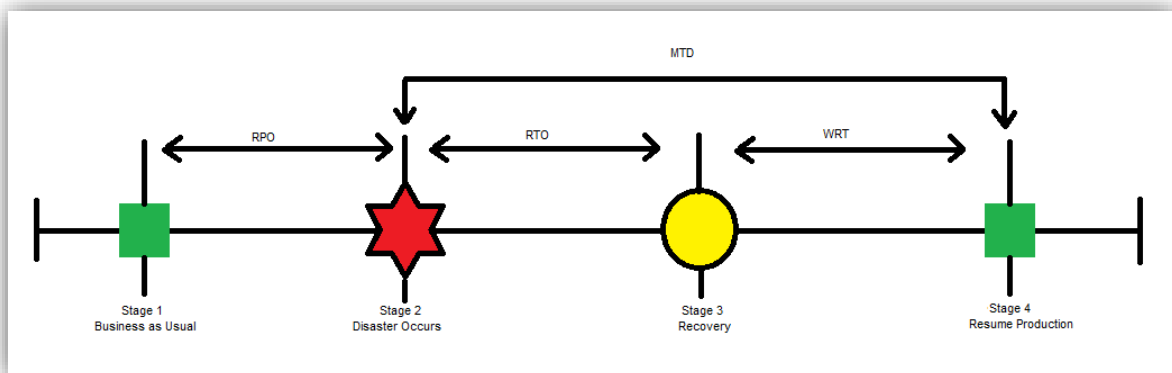 MTD
RPO
RTO
WRT
Stage 1
Business as Usual
Stage 2
Disaster Occurs
Stage 3
Recovery
Stage 4
Resume Production